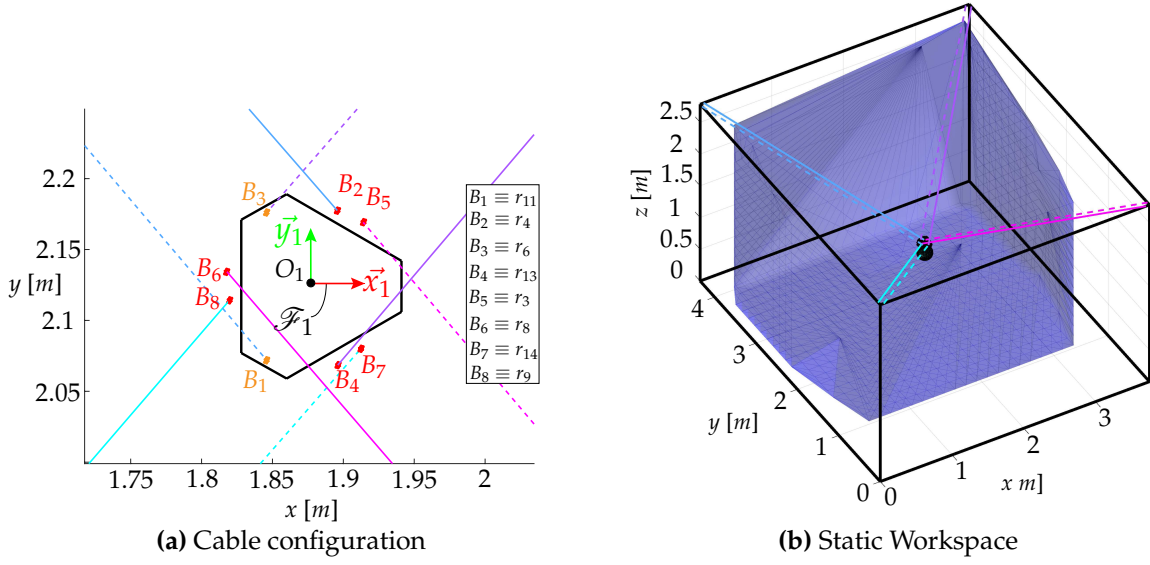 2.2
2.15
y [m]
2.1
2.05
1.75
1.8
1.85
1.9
1.95
2
x [m]
B₃
B₂
B₅
y⃗₁
B₆
O₁
x⃗₁
B₈
ℱ₁
B₇
B₁
B₄
B₁ ≡ r₁₁
B₂ ≡ r₄
B₃ ≡ r₆
B₄ ≡ r₁₃
B₅ ≡ r₃
B₆ ≡ r₈
B₇ ≡ r₁₄
B₈ ≡ r₉
(a) Cable configuration
2.5
2
1.5
1
0.5
0
z [m]
4
3
2
1
0
y [m]
0
1
2
3
x m]
(b) Static Workspace